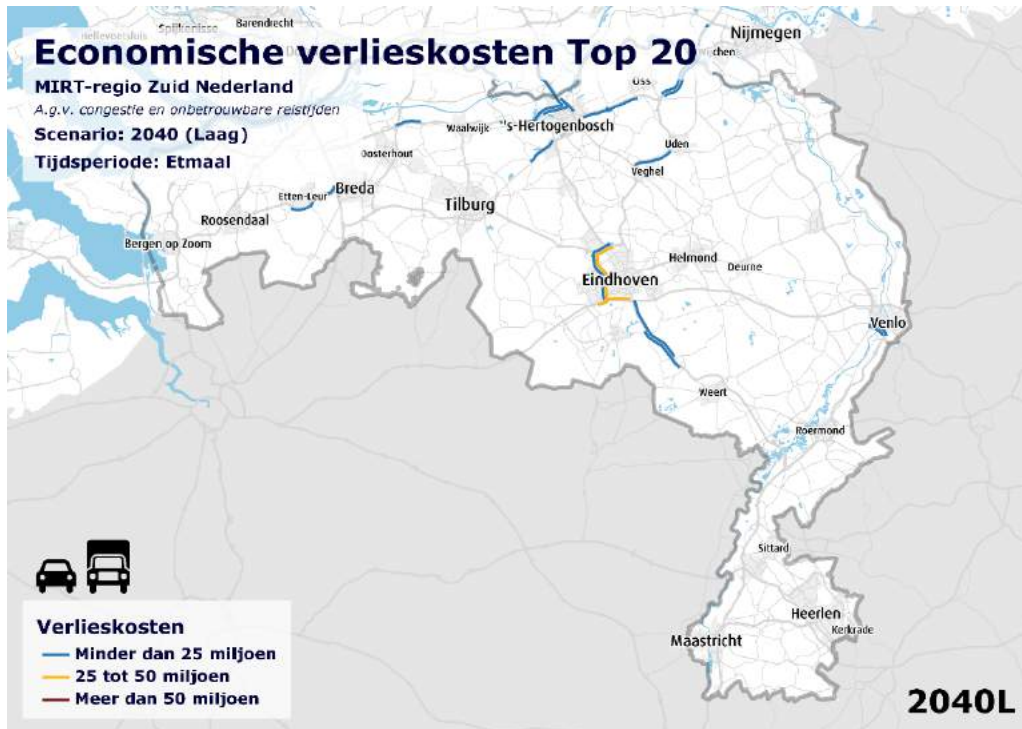 Economische verlieskosten Top 20
MIRT-regio Zuid Nederland
A.g.v. congestie en onbetrouwbare reistijden
Scenario: 2040 (Laag)
Tijdsperiode: Etmaal
Spijkenisse
Barendrecht
Nijmegen
Oss
Waalwijk
's-Hertogenbosch
Oosterhout
Uden
Veghel
Etten-Leur
Breda
Tilburg
Roosendaal
Bergen op Zoom
Helmond
Deurne
Eindhoven
Venlo
Weert
Roermond
Sittard
Heerlen
Kerkrade
Maastricht
Verlieskosten
Minder dan 25 miljoen
25 tot 50 miljoen
Meer dan 50 miljoen
2040L